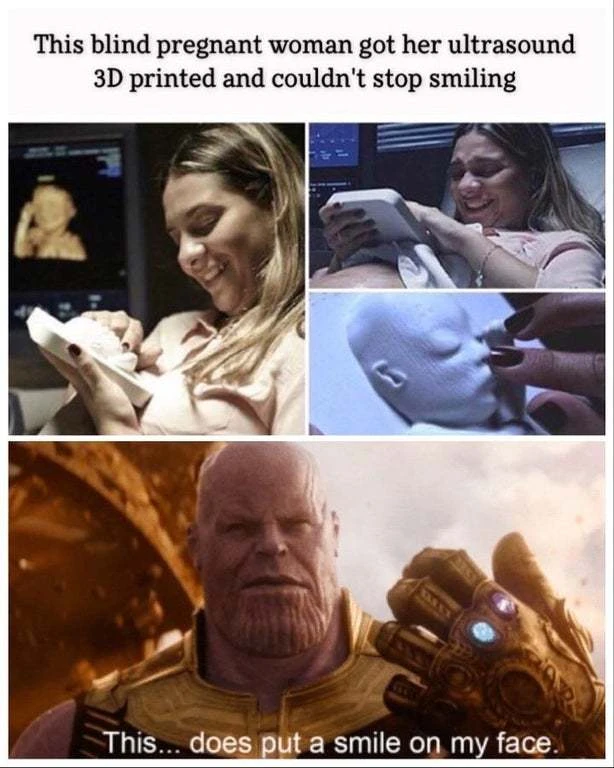 This blind pregnant woman got her ultrasound
3D printed and couldn't stop smiling
This... does put a smile on my face.